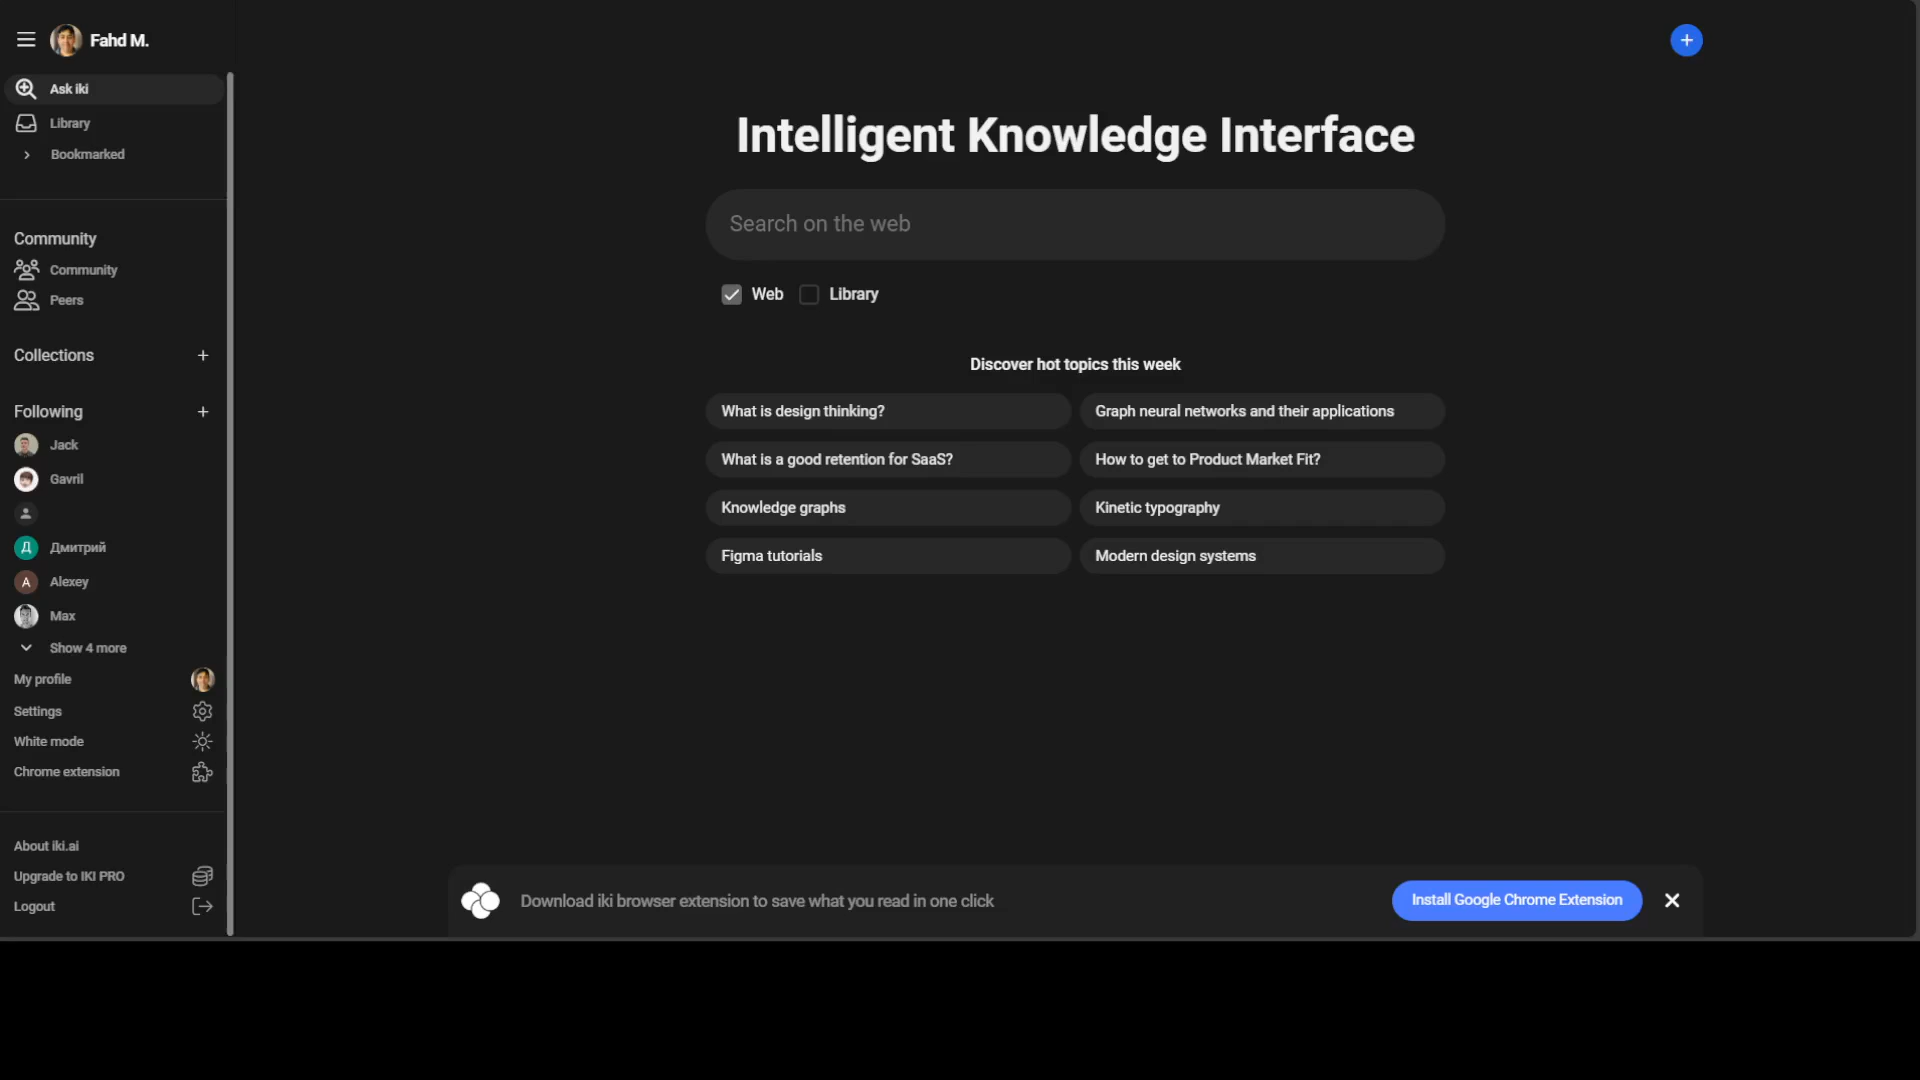 Fahd M.
Ask iki
Library
Bookmarked
Community
Community
Peers
Collections
Following
Jack
Gavril
Д
Дмитрий
A
Alexey
Max
Show 4 more
My profile
Settings
White mode
Chrome extension
About iki.ai
Upgrade to IKI PRO
Logout
Intelligent Knowledge Interface
Search on the web
Web Library
Discover hot topics this week
What is design thinking? Graph neural networks and their applications
What is a good retention for SaaS? How to get to Product Market Fit?
Knowledge graphs Kinetic typography
Figma tutorials Modern design systems
Download iki browser extension to save what you read in one click
Install Google Chrome Extension